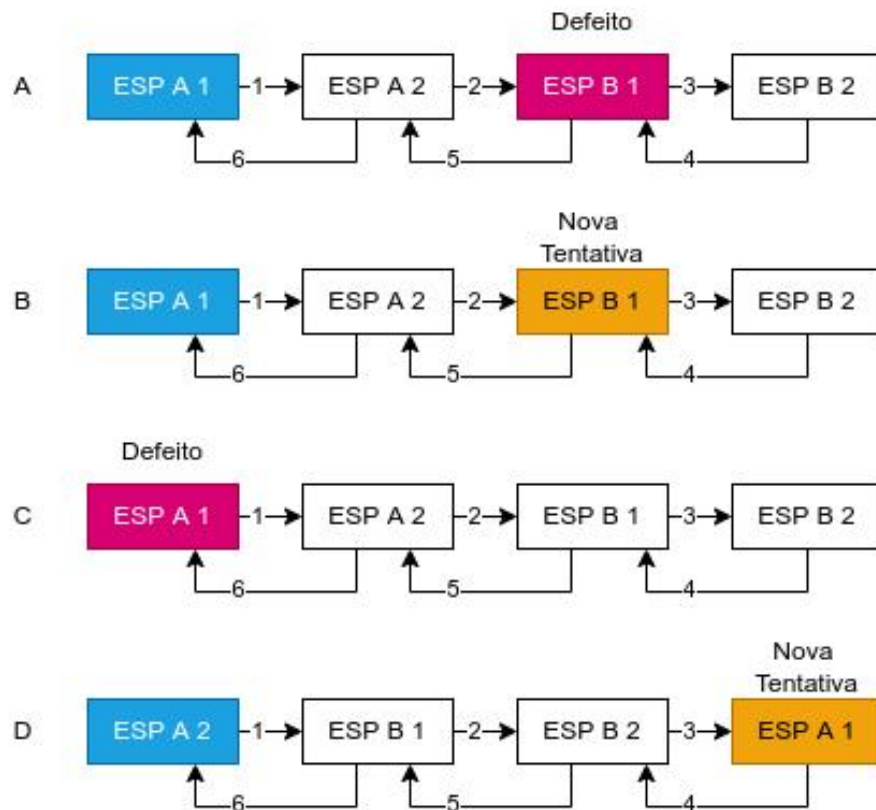 Defeito
A
ESP A 1
1
ESP A 2
2
ESP B 1
3
ESP B 2
6
5
4
Nova
Tentativa
B
ESP A 1
1
ESP A 2
2
ESP B 1
3
ESP B 2
6
5
4
Defeito
C
ESP A 1
1
ESP A 2
2
ESP B 1
3
ESP B 2
6
5
4
Nova
Tentativa
D
ESP A 2
1
ESP B 1
2
ESP B 2
3
ESP A 1
6
5
4